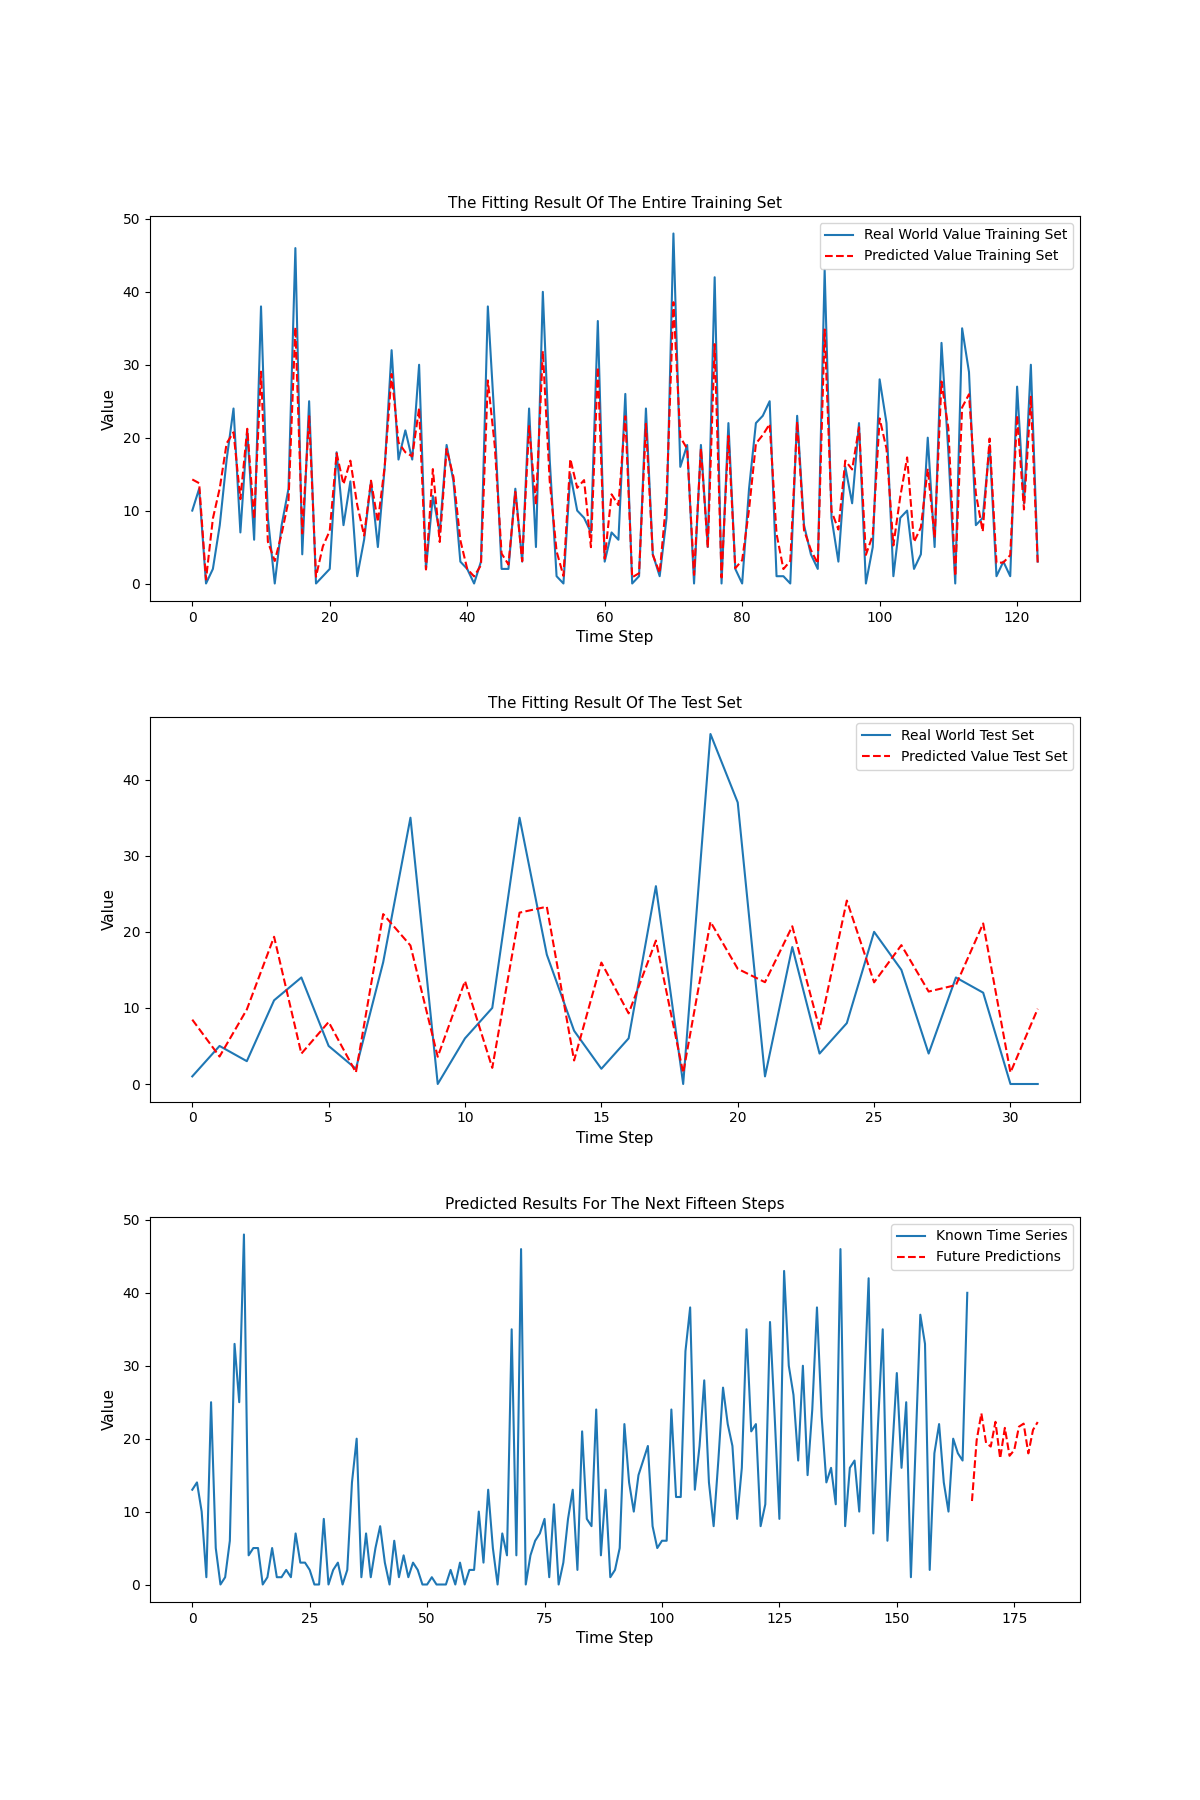 The Fitting Result Of The Entire Training Set
50
40
30
20
10
0
Value
Real World Value Training Set
Predicted Value Training Set
0 20 40 60 80 100 120
Time Step
The Fitting Result Of The Test Set
40
30
20
10
0
Value
Real World Test Set
Predicted Value Test Set
0 5 10 15 20 25 30
Time Step
Predicted Results For The Next Fifteen Steps
50
40
30
20
10
0
Value
Known Time Series
Future Predictions
0 25 50 75 100 125 150 175
Time Step